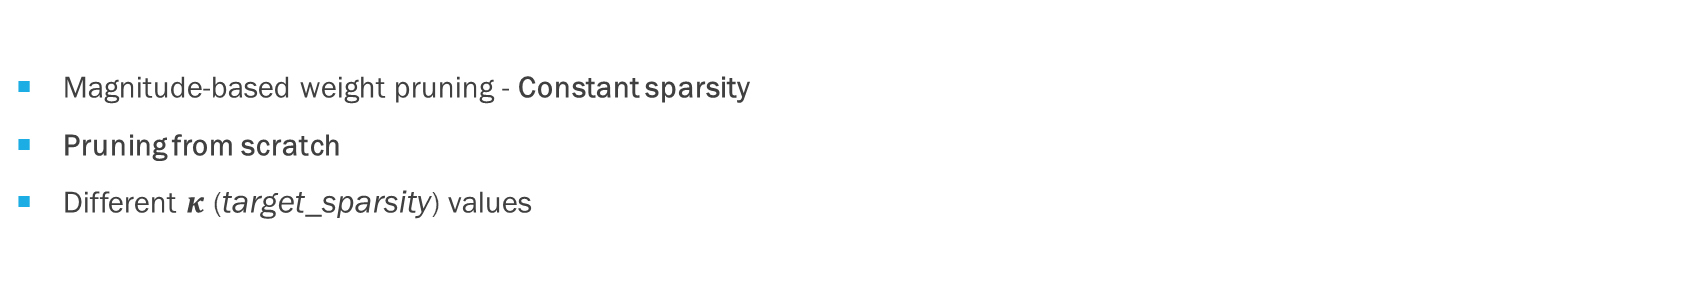 Magnitude-based weight pruning - Constant sparsity
Pruning from scratch
Different κ (target_sparsity) values